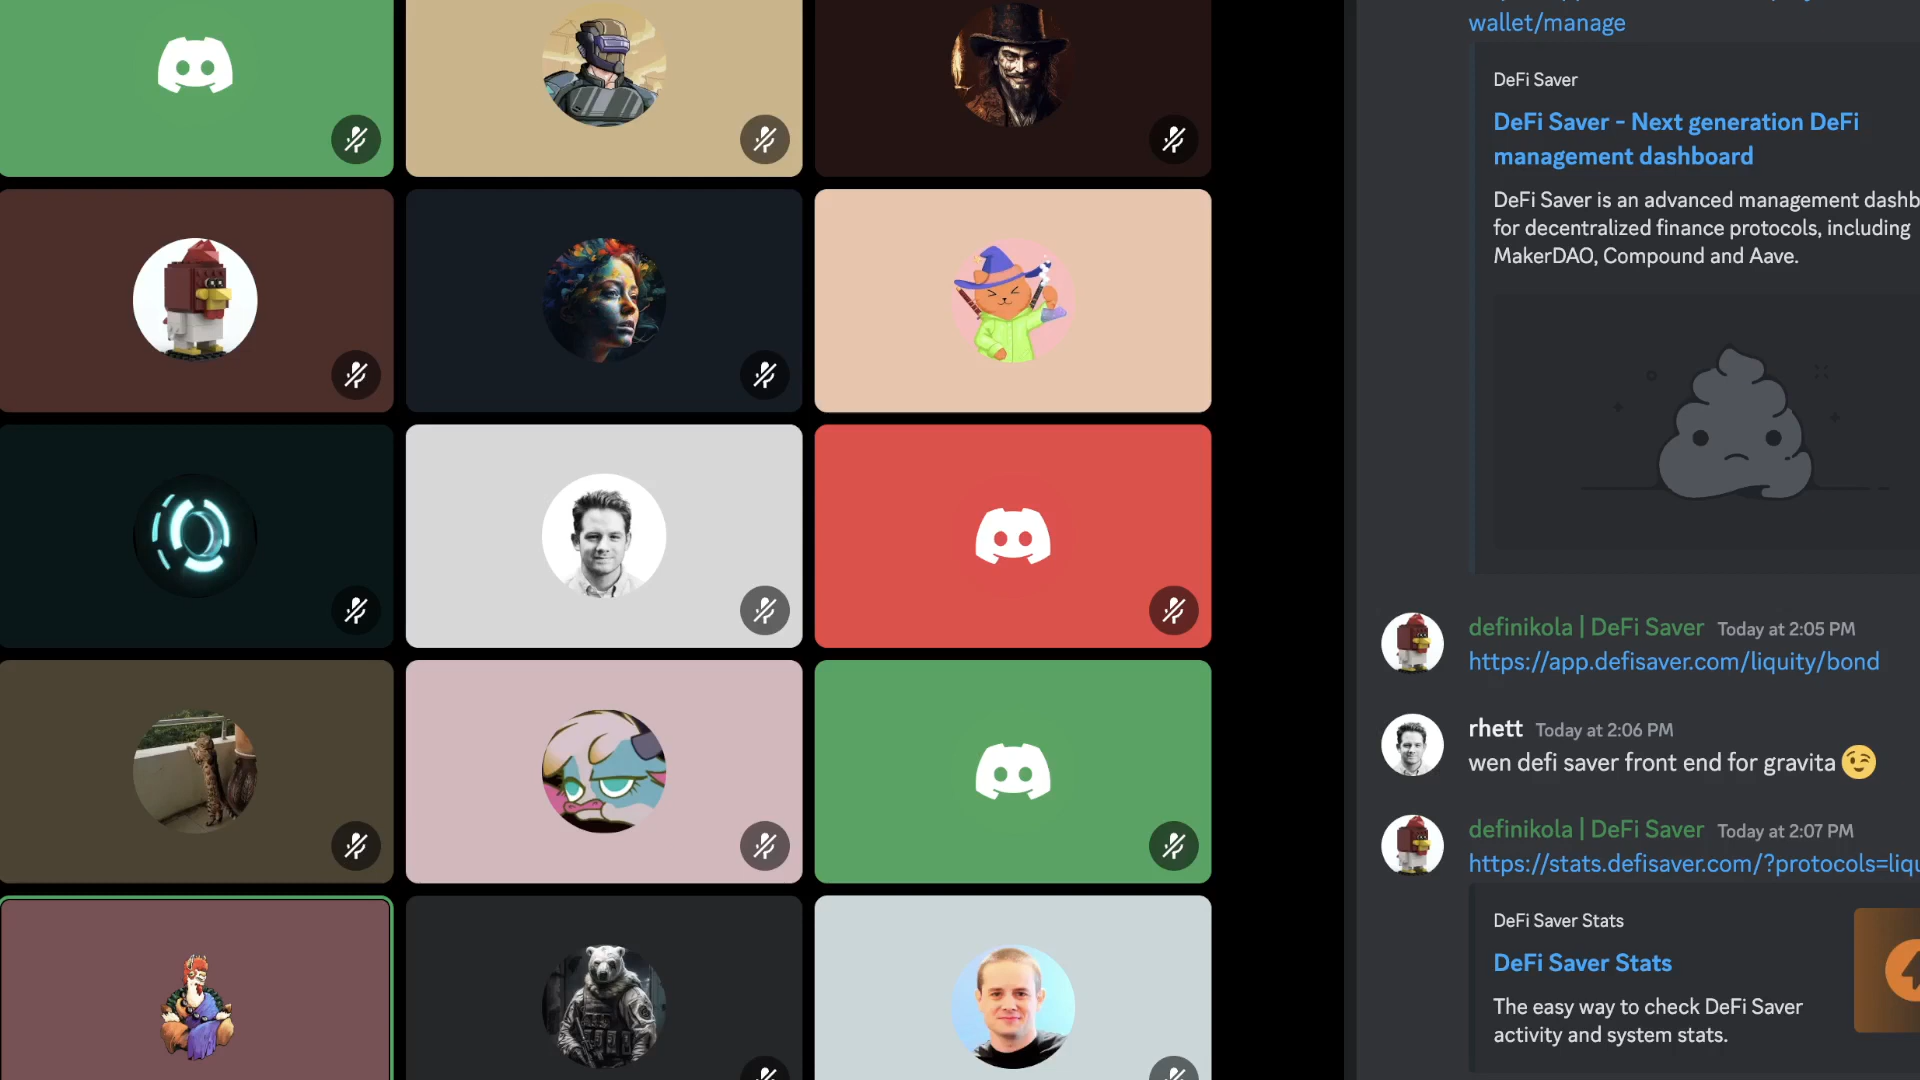 wallet/manage
DeFi Saver
DeFi Saver - Next generation DeFi
management dashboard
DeFi Saver is an advanced management dashb
for decentralized finance protocols, including
MakerDAO, Compound and Aave.
definikola | DeFi Saver Today at 2:05 PM
https://app.defisaver.com/liquity/bond
rhett Today at 2:06 PM
wen defi saver front end for gravita 😉
definikola | DeFi Saver Today at 2:07 PM
https://stats.defisaver.com/?protocols=liqu
DeFi Saver Stats
DeFi Saver Stats
The easy way to check DeFi Saver
activity and system stats.